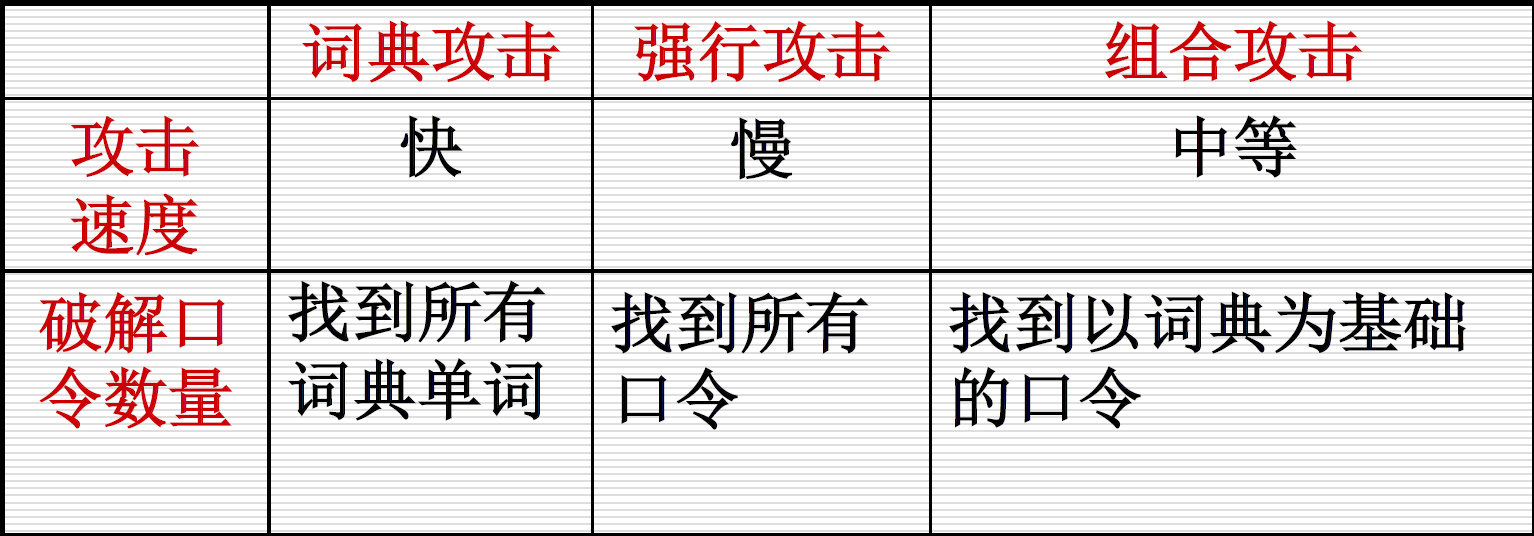 词典攻击 强行攻击 组合攻击
攻击
速度
快 慢 中等
破解口
令数量
找到所有
词典单词
找到所有
口令
找到以词典为基础
的口令